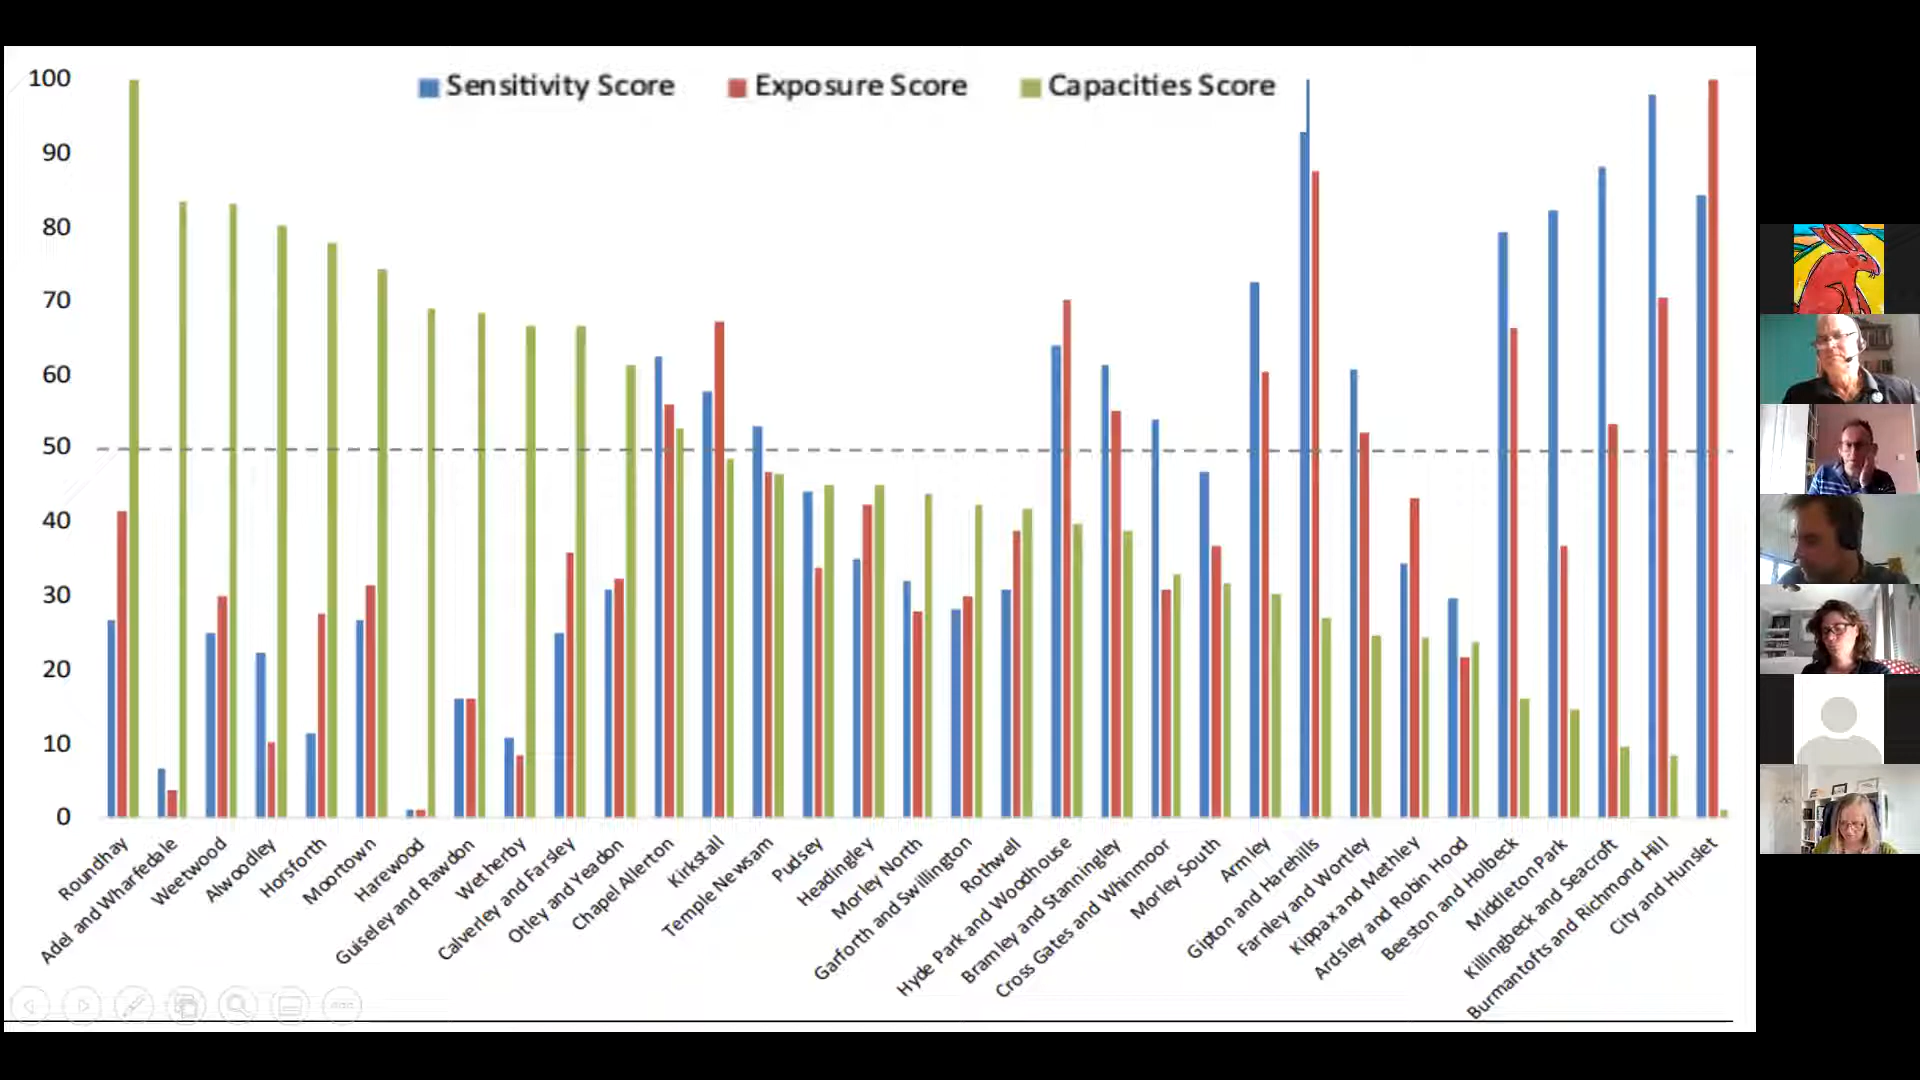 Sensitivity Score Exposure Score Capacities Score
100
90
80
70
60
50
40
30
20
10
0
Roundhay
Adel and Wharfedale
Weetwood
Alwoodley
Horsforth
Moortown
Harewood
Guiseley and Rawdon
Wetherby
Calverley and Farsley
Otley and Yeadon
Chapel Allerton
Kirkstall
Temple Newsam
Pudsey
Headingley
Morley North
Garforth and Swillington
Rothwell
Hyde Park and Woodhouse
Bramley and Stanningley
Cross Gates and Whinmoor
Morley South
Armley
Gipton and Harehills
Farnley and Wortley
Kippax and Methley
Ardsley and Robin Hood
Beeston and Holbeck
Middleton Park
Killingbeck and Seacroft
Burmantofts and Richmond Hill
City and Hunslet